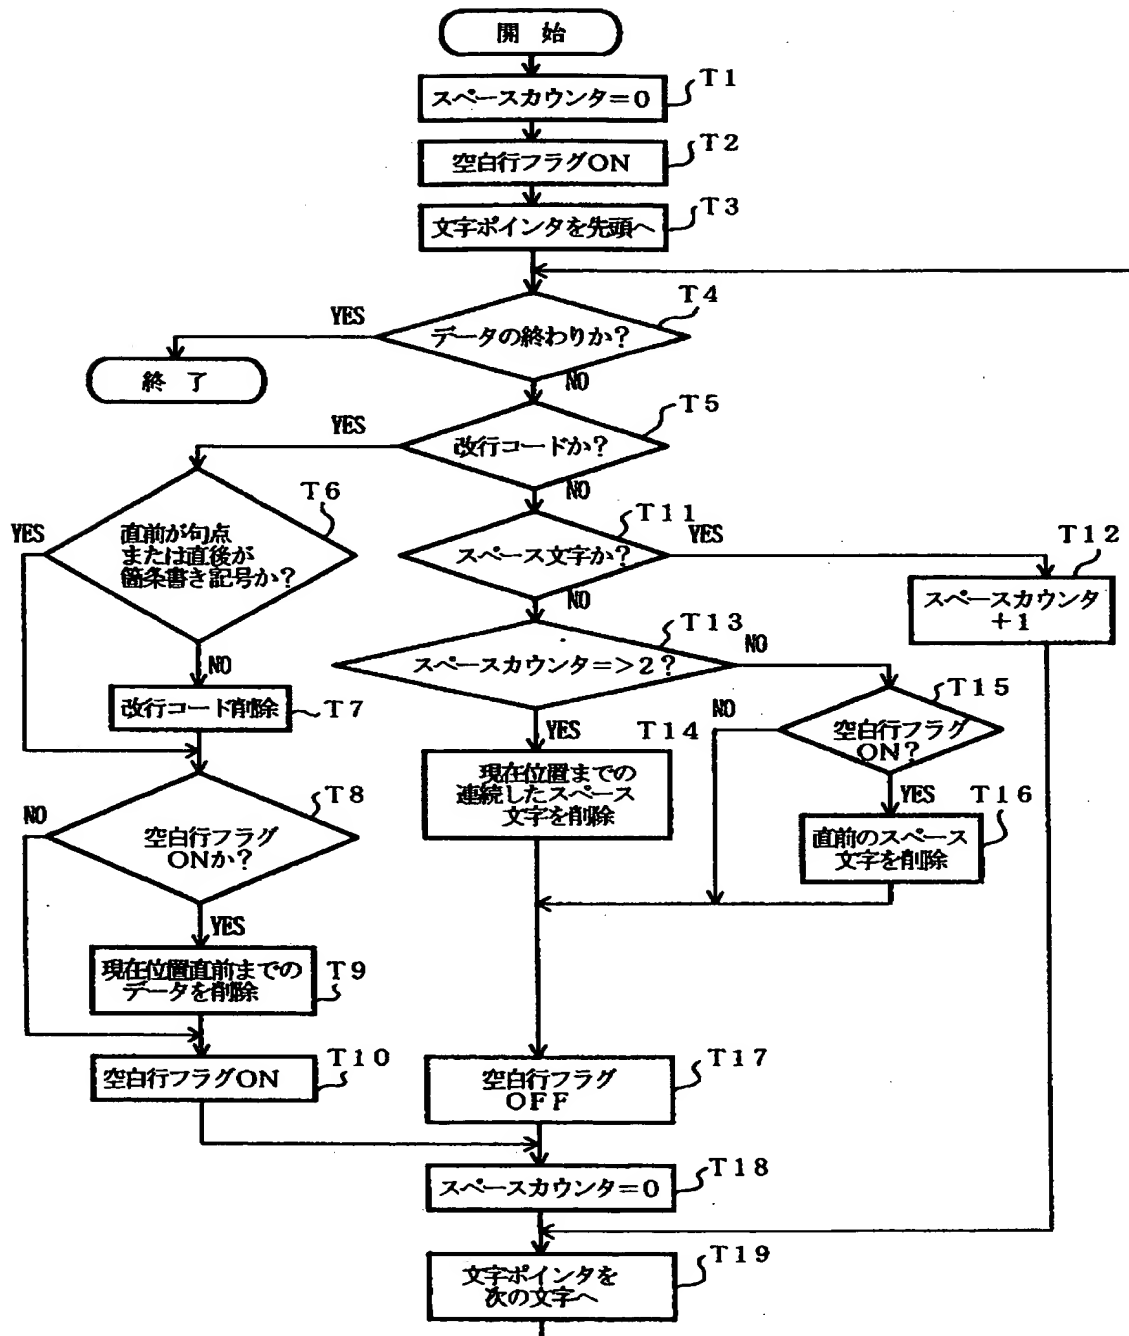 開 始
スペースカウンタ=0
T1
空白行フラグON
T2
文字ポインタを先頭へ
T3
データの終わりか?
T4
YES
NO
終 了
改行コードか?
T5
YES
NO
直前が句点
または直後が
箇条書き記号か?
T6
YES
NO
スペース文字か?
T11
YES
NO
スペースカウンタ
+1
T12
スペースカウンタ=>2?
T13
NO
YES
改行コード削除
T7
空白行フラグ
ON?
T15
NO
YES
現在位置までの
連続したスペース
文字を削除
T14
直前のスペース
文字を削除
T16
空白行フラグ
ONか?
T8
NO
YES
現在位置直前までの
データを削除
T9
空白行フラグON
T10
空白行フラグ
OFF
T17
スペースカウンタ=0
T18
文字ポインタを
次の文字へ
T19